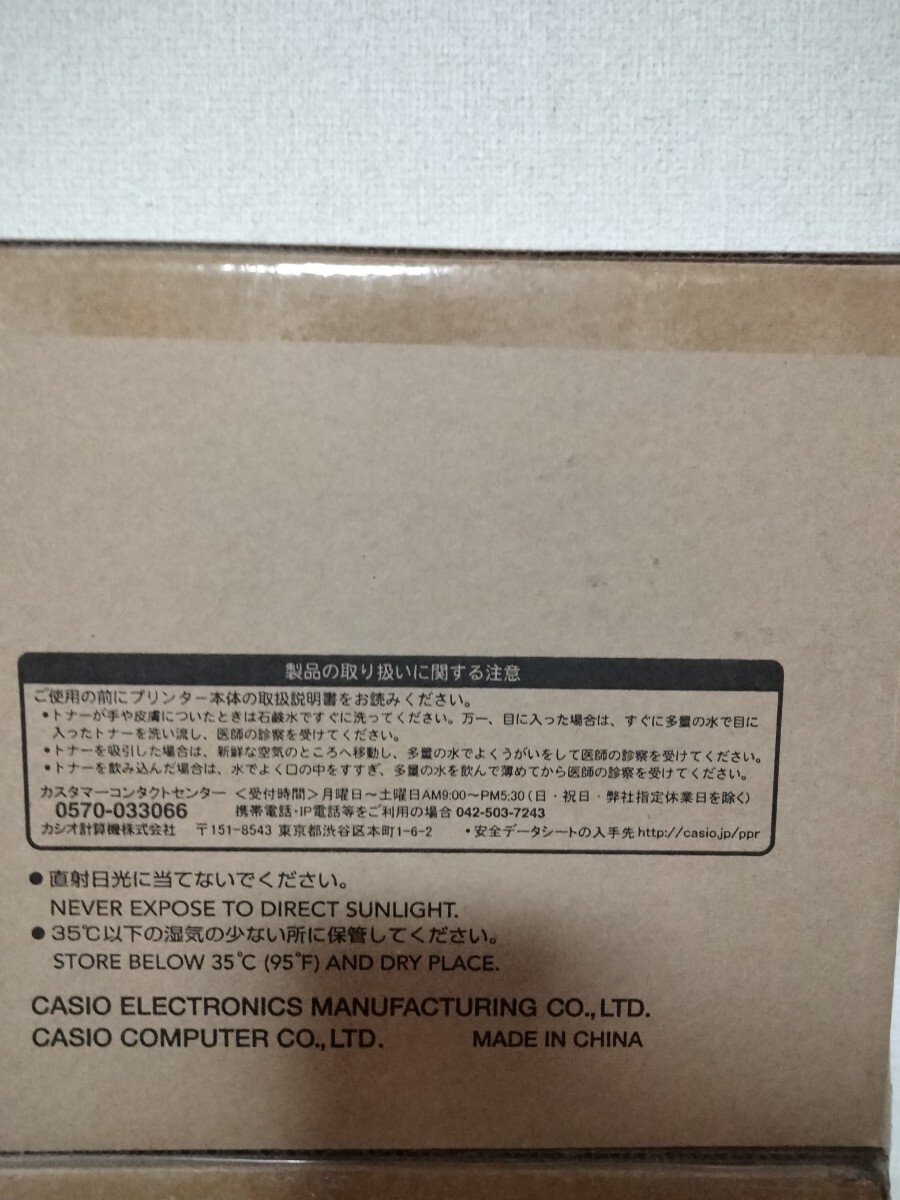 製品の取り扱いに関する注意
ご使用の前にプリンター本体の取扱説明書をお読みください。
•トナーが手や皮膚についたときは石鹸水ですぐに洗ってください。万一、目に入った場合は、すぐに多量の水で目に
入ったトナーを洗い流し、医師の診察を受けてください。
•トナーを吸引した場合は、新鮮な空気のところへ移動し、多量の水でよくうがいをして医師の診察を受けてください。
•トナーを飲み込んだ場合は、水でよく口の中をすすぎ、多量の水を飲んで薄めてから医師の診察を受けてください。
カスタマーコンタクトセンター ＜受付時間＞月曜日～土曜日AM9:00～PM5:30(日・祝日・弊社指定休業日を除く)
0570-033066 携帯電話・IP電話等をご利用の場合 042-503-7243
カシオ計算機株式会社 〒151-8543 東京都渋谷区本町1-6-2 •安全データシートの入手先http://casio.jp/ppr
●直射日光に当てないでください。
NEVER EXPOSE TO DIRECT SUNLIGHT.
●35℃以下の湿気の少ない所に保管してください。
STORE BELOW 35℃ (95℉) AND DRY PLACE.
CASIO ELECTRONICS MANUFACTURING CO.,LTD.
CASIO COMPUTER CO.,LTD. MADE IN CHINA